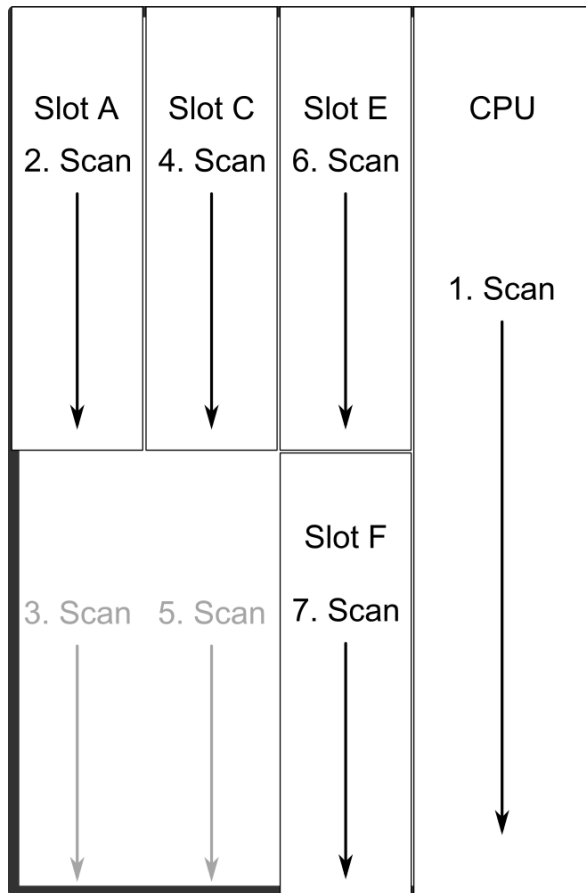 Slot A
2. Scan
Slot C
4. Scan
Slot E
6. Scan
CPU
1. Scan
Slot F
3. Scan
5. Scan
7. Scan